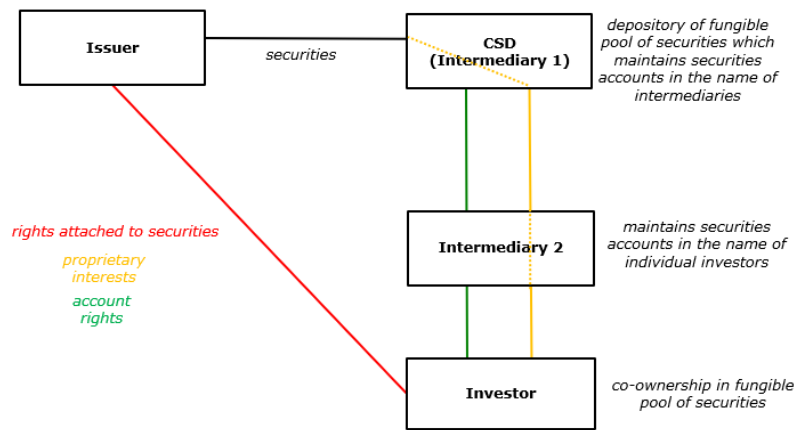 Issuer
securities
CSD
(Intermediary 1)
depository of fungible
pool of securities which
maintains securities
accounts in the name of
intermediaries
rights attached to securities
proprietary
interests
account
rights
Intermediary 2
maintains securities
accounts in the name of
individual investors
Investor
co-ownership in fungible
pool of securities